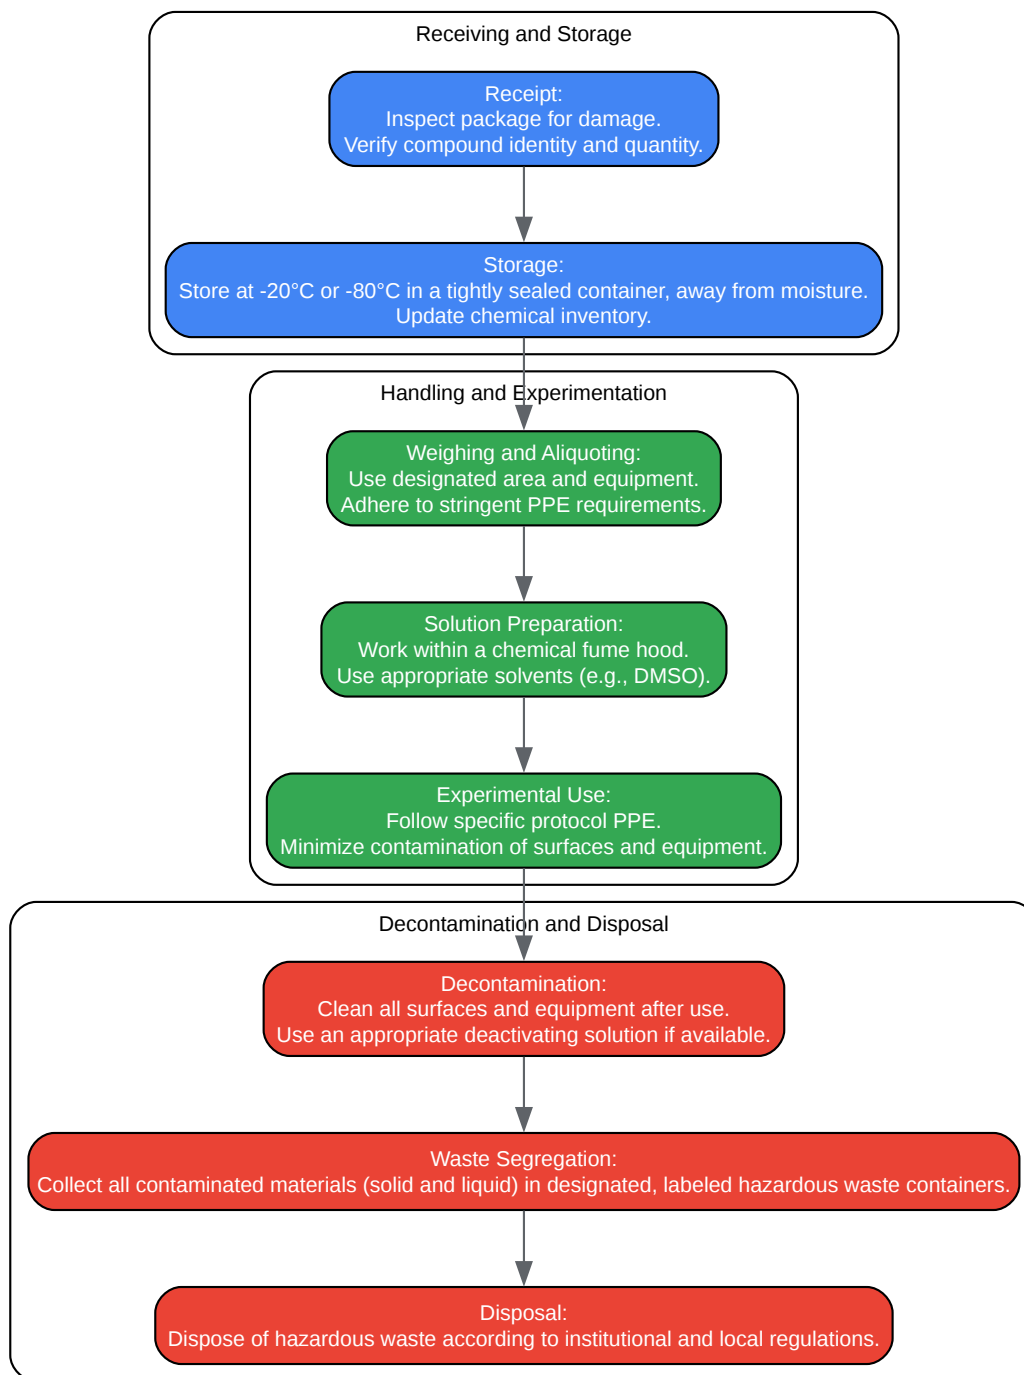 Receiving and Storage
Receipt:
Inspect package for damage.
Verify compound identity and quantity.
Storage:
Store at -20°C or -80°C in a tightly sealed container, away from moisture.
Update chemical inventory.
Handling and Experimentation
Weighing and Aliquoting:
Use designated area and equipment.
Adhere to stringent PPE requirements.
Solution Preparation:
Work within a chemical fume hood.
Use appropriate solvents (e.g., DMSO).
Experimental Use:
Follow specific protocol PPE.
Minimize contamination of surfaces and equipment.
Decontamination and Disposal
Decontamination:
Clean all surfaces and equipment after use.
Use an appropriate deactivating solution if available.
Waste Segregation:
Collect all contaminated materials (solid and liquid) in designated, labeled hazardous waste containers.
Disposal:
Dispose of hazardous waste according to institutional and local regulations.